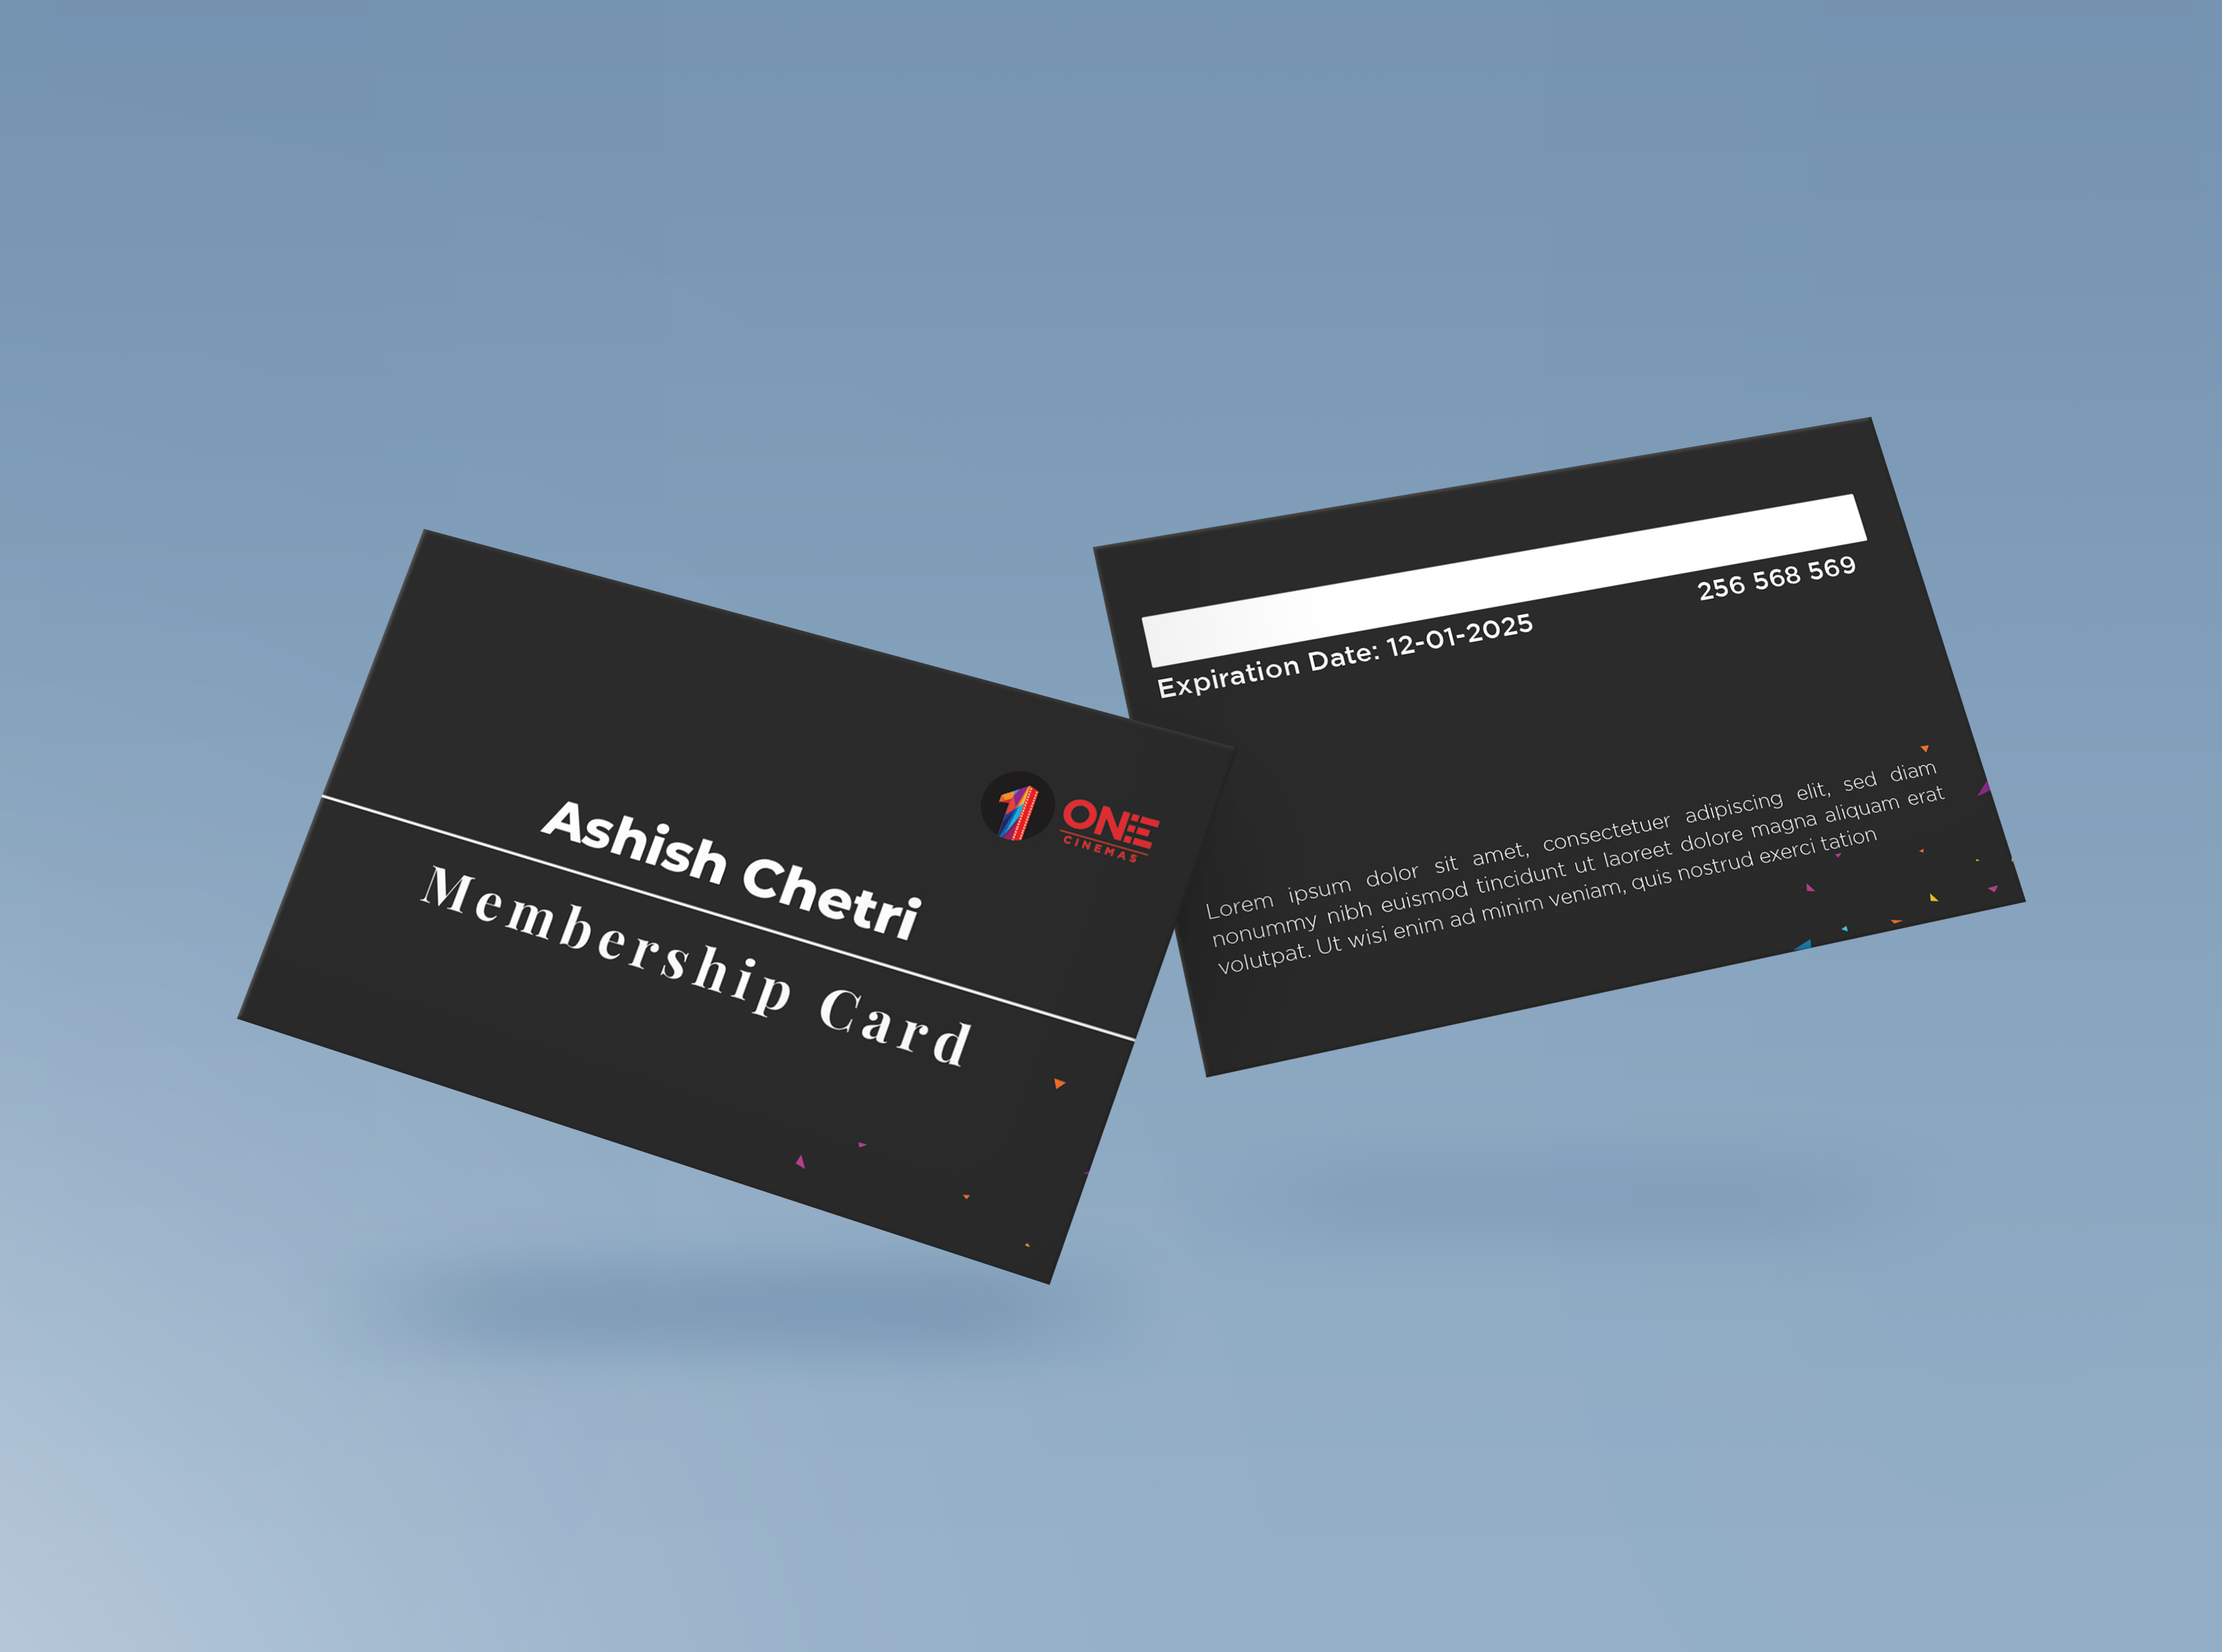 Ashish Chetri
Membership Card
1
ONE
CINEMAS
256 568 569
Expiration Date: 12-01-2025
Lorem ipsum dolor sit amet, consectetuer adipiscing elit, sed diam
nonummy nibh euismod tincidunt ut laoreet dolore magna aliquam erat
volutpat. Ut wisi enim ad minim veniam, quis nostrud exerci tation